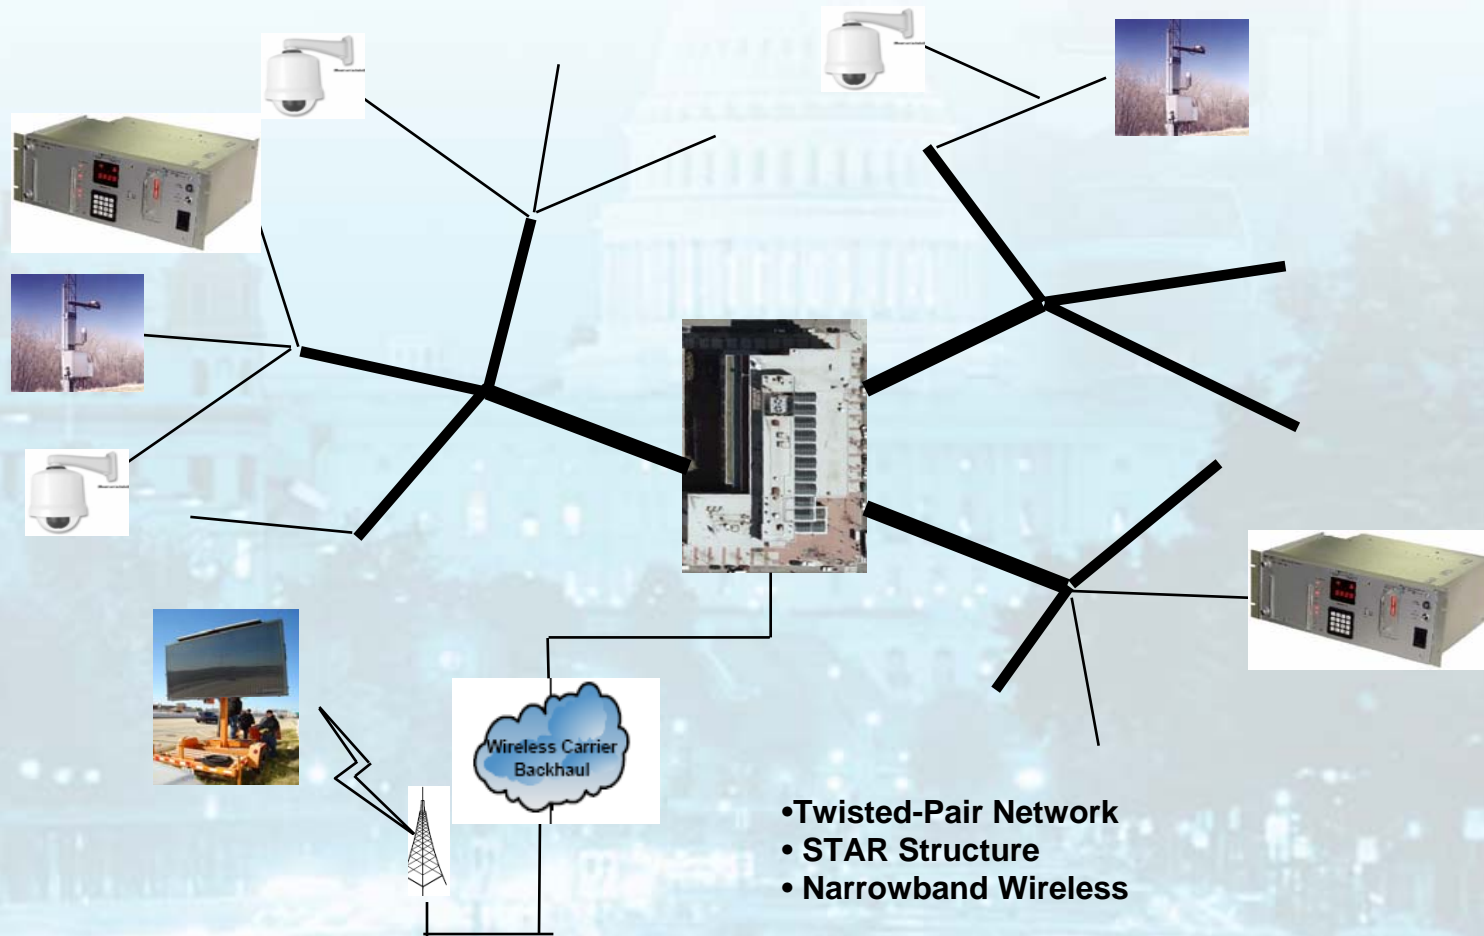 Wireless Carrier
Backhaul
•Twisted-Pair Network
• STAR Structure
• Narrowband Wireless